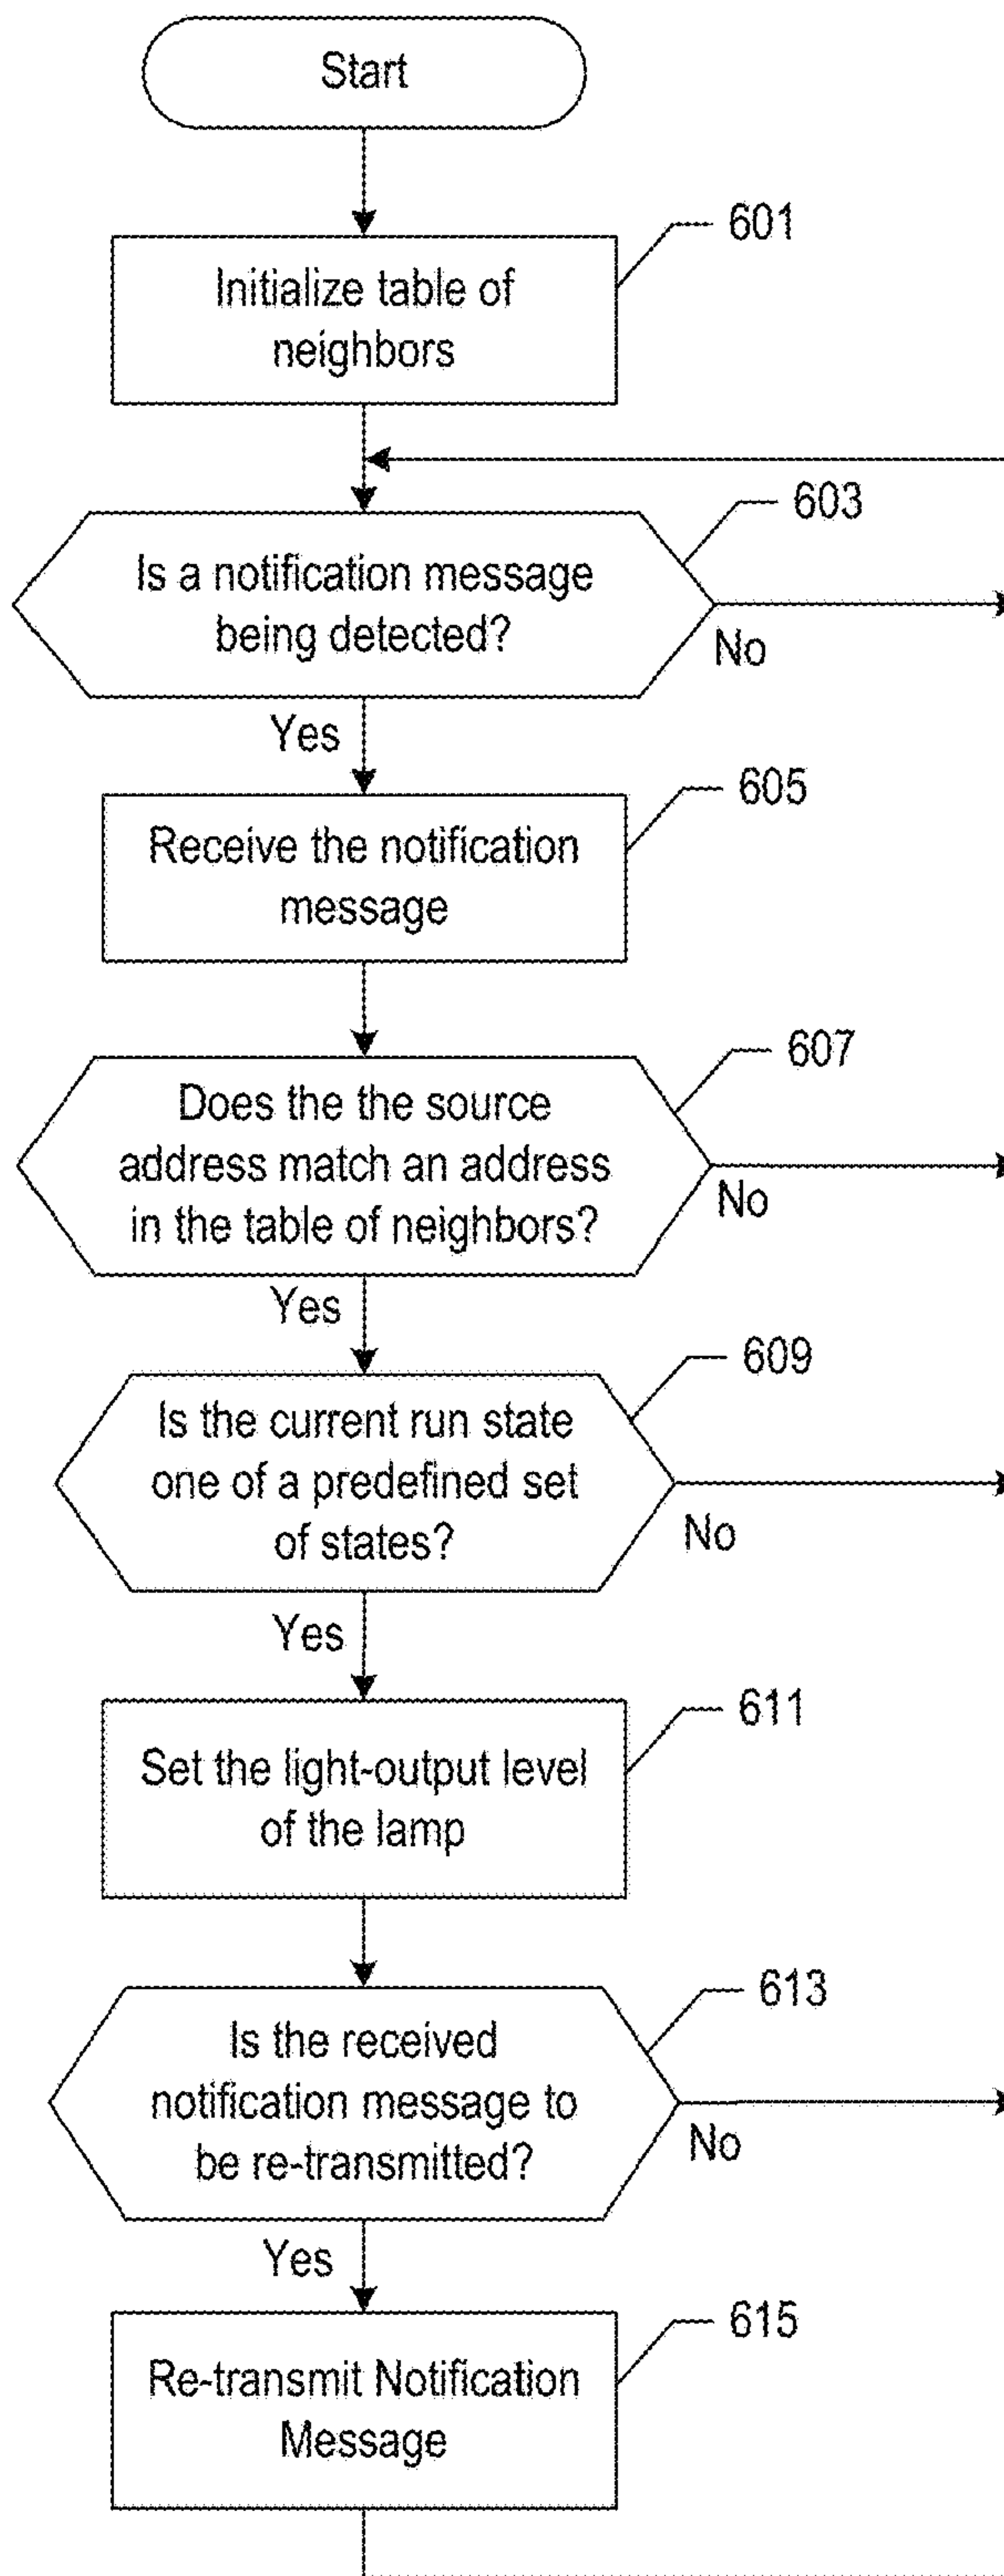 Start
601
Initialize table of
neighbors
603
Is a notification message
being detected?
No
Yes
605
Receive the notification
message
607
Does the the source
address match an address
in the table of neighbors?
No
Yes
609
Is the current run state
one of a predefined set
of states?
No
Yes
611
Set the light-output level
of the lamp
613
Is the received
notification message to
be re-transmitted?
No
Yes
615
Re-transmit Notification
Message